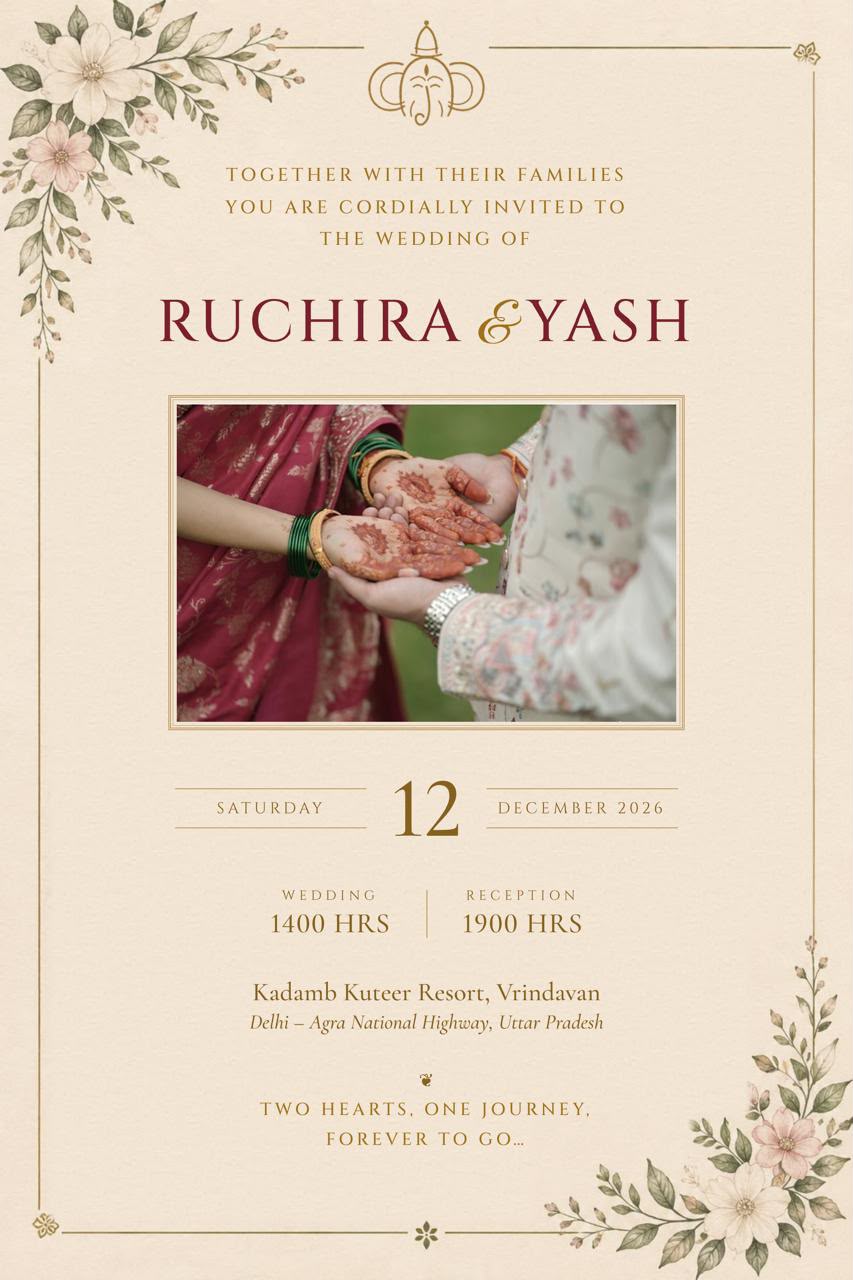 TOGETHER WITH THEIR FAMILIES
YOU ARE CORDIALLY INVITED TO
THE WEDDING OF
RUCHIRA & YASH
SATURDAY 12 DECEMBER 2026
WEDDING RECEPTION
1400 HRS 1900 HRS
Kadamb Kuteer Resort, Vrindavan
Delhi – Agra National Highway, Uttar Pradesh
TWO HEARTS, ONE JOURNEY,
FOREVER TO GO...